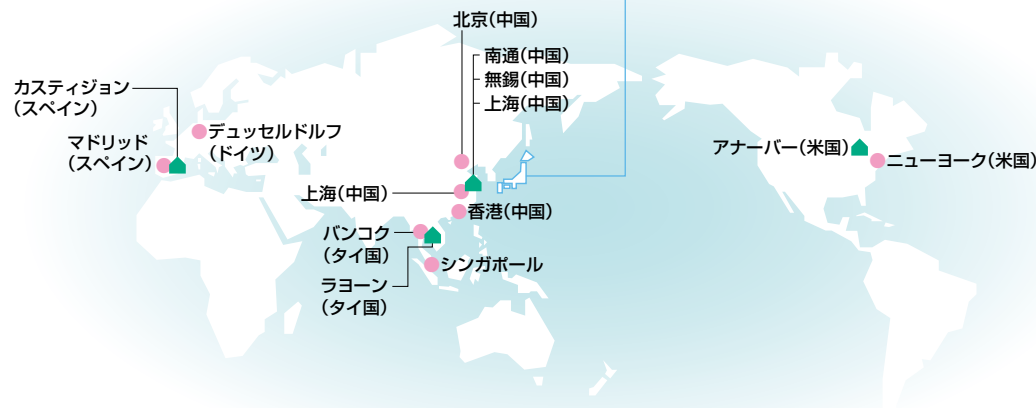 北京(中国)
南通(中国)
無錫(中国)
上海(中国)
カスティジョン
(スペイン)
マドリッド
(スペイン)
デュッセルドルフ
(ドイツ)
上海(中国)
香港(中国)
バンコク
(タイ国)
シンガポール
ラヨーン
(タイ国)
アナーバー(米国)
ニューヨーク(米国)